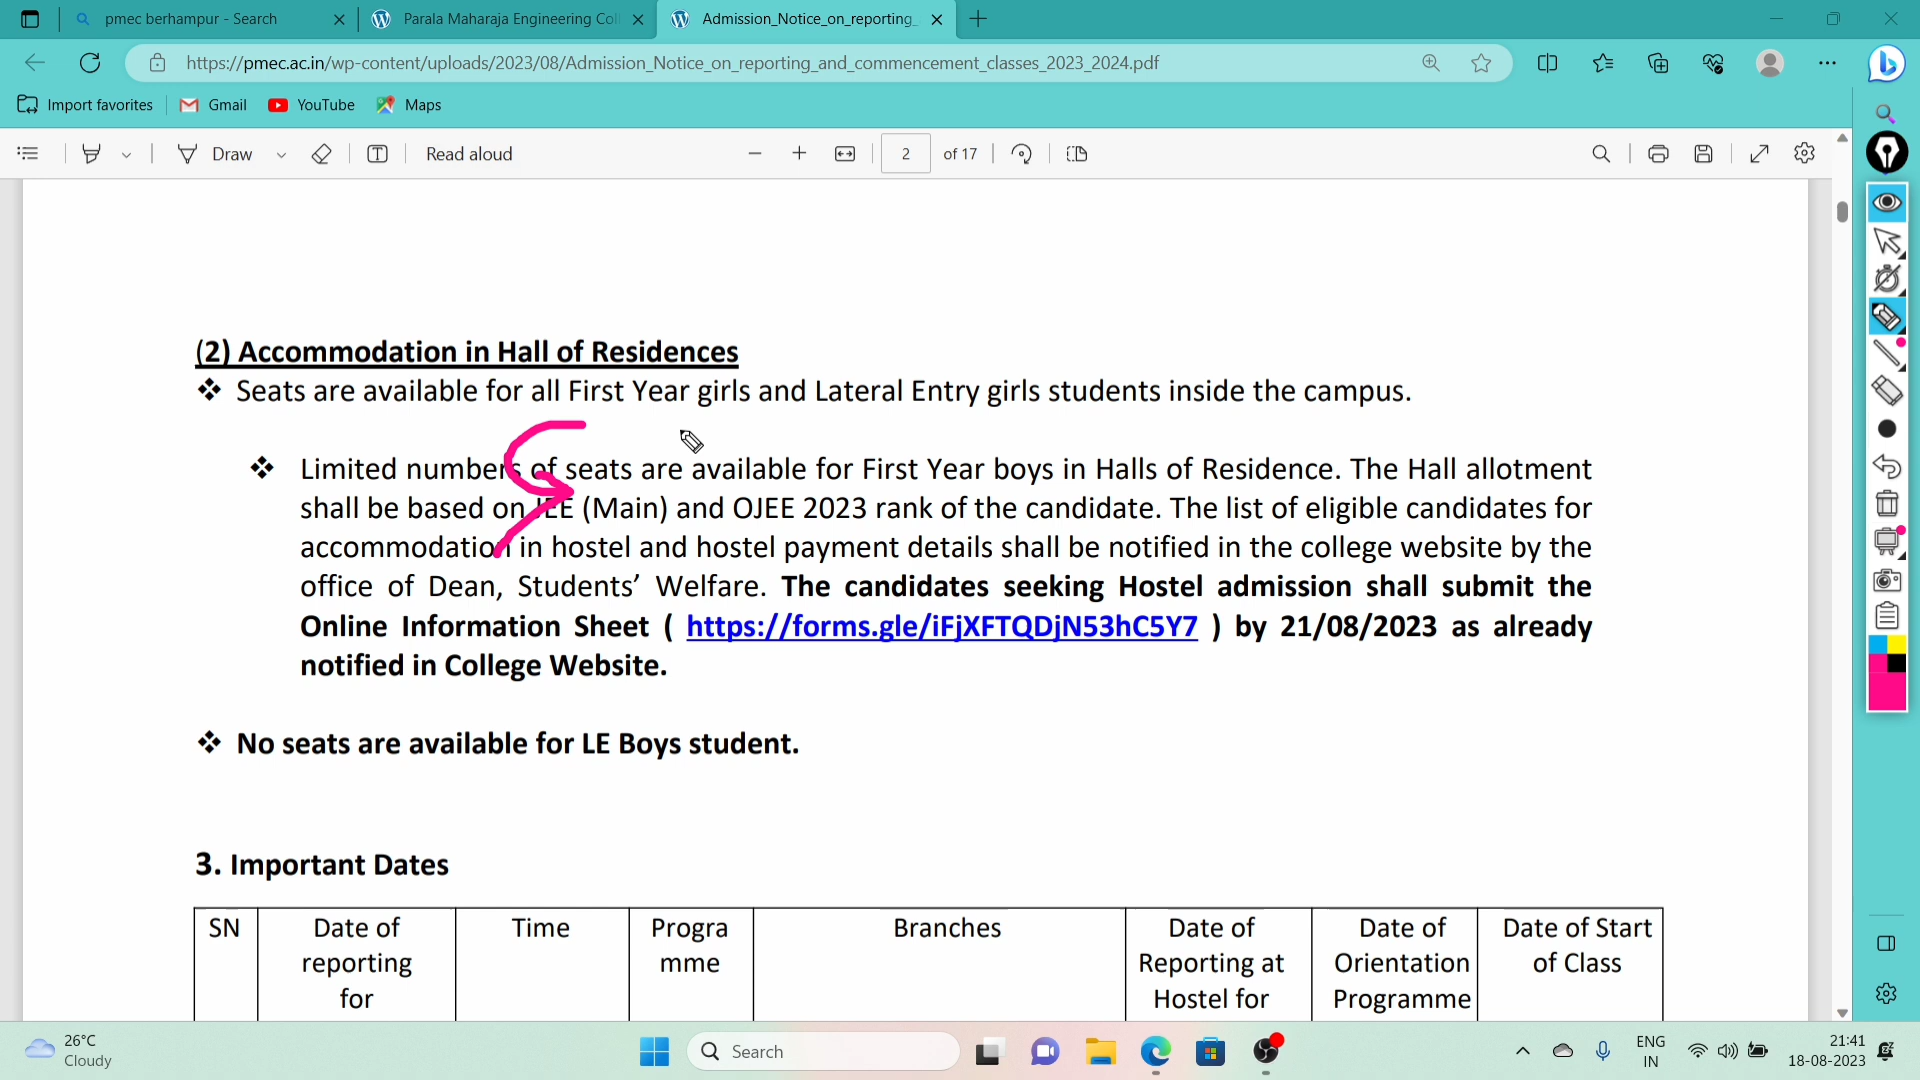 pmec berhampur - Search
Parala Maharaja Engineering Col
Admission_Notice_on_reporting_
https://pmec.ac.in/wp-content/uploads/2023/08/Admission_Notice_on_reporting_and_commencement_classes_2023_2024.pdf
Import favorites
Gmail
YouTube
Maps
Draw
Read aloud
2
of 17
(2) Accommodation in Hall of Residences
❖ Seats are available for all First Year girls and Lateral Entry girls students inside the campus.
❖ Limited numbers of seats are available for First Year boys in Halls of Residence. The Hall allotment
shall be based on JEE (Main) and OJEE 2023 rank of the candidate. The list of eligible candidates for
accommodation in hostel and hostel payment details shall be notified in the college website by the
office of Dean, Students’ Welfare. The candidates seeking Hostel admission shall submit the
Online Information Sheet ( https://forms.gle/iFjXFTQDjN53hC5Y7 ) by 21/08/2023 as already
notified in College Website.
❖ No seats are available for LE Boys student.
3. Important Dates
SN
Date of
reporting
for
Time
Progra
mme
Branches
Date of
Reporting at
Hostel for
Date of
Orientation
Programme
Date of Start
of Class
26°C
Cloudy
Search
ENG
IN
21:41
18-08-2023